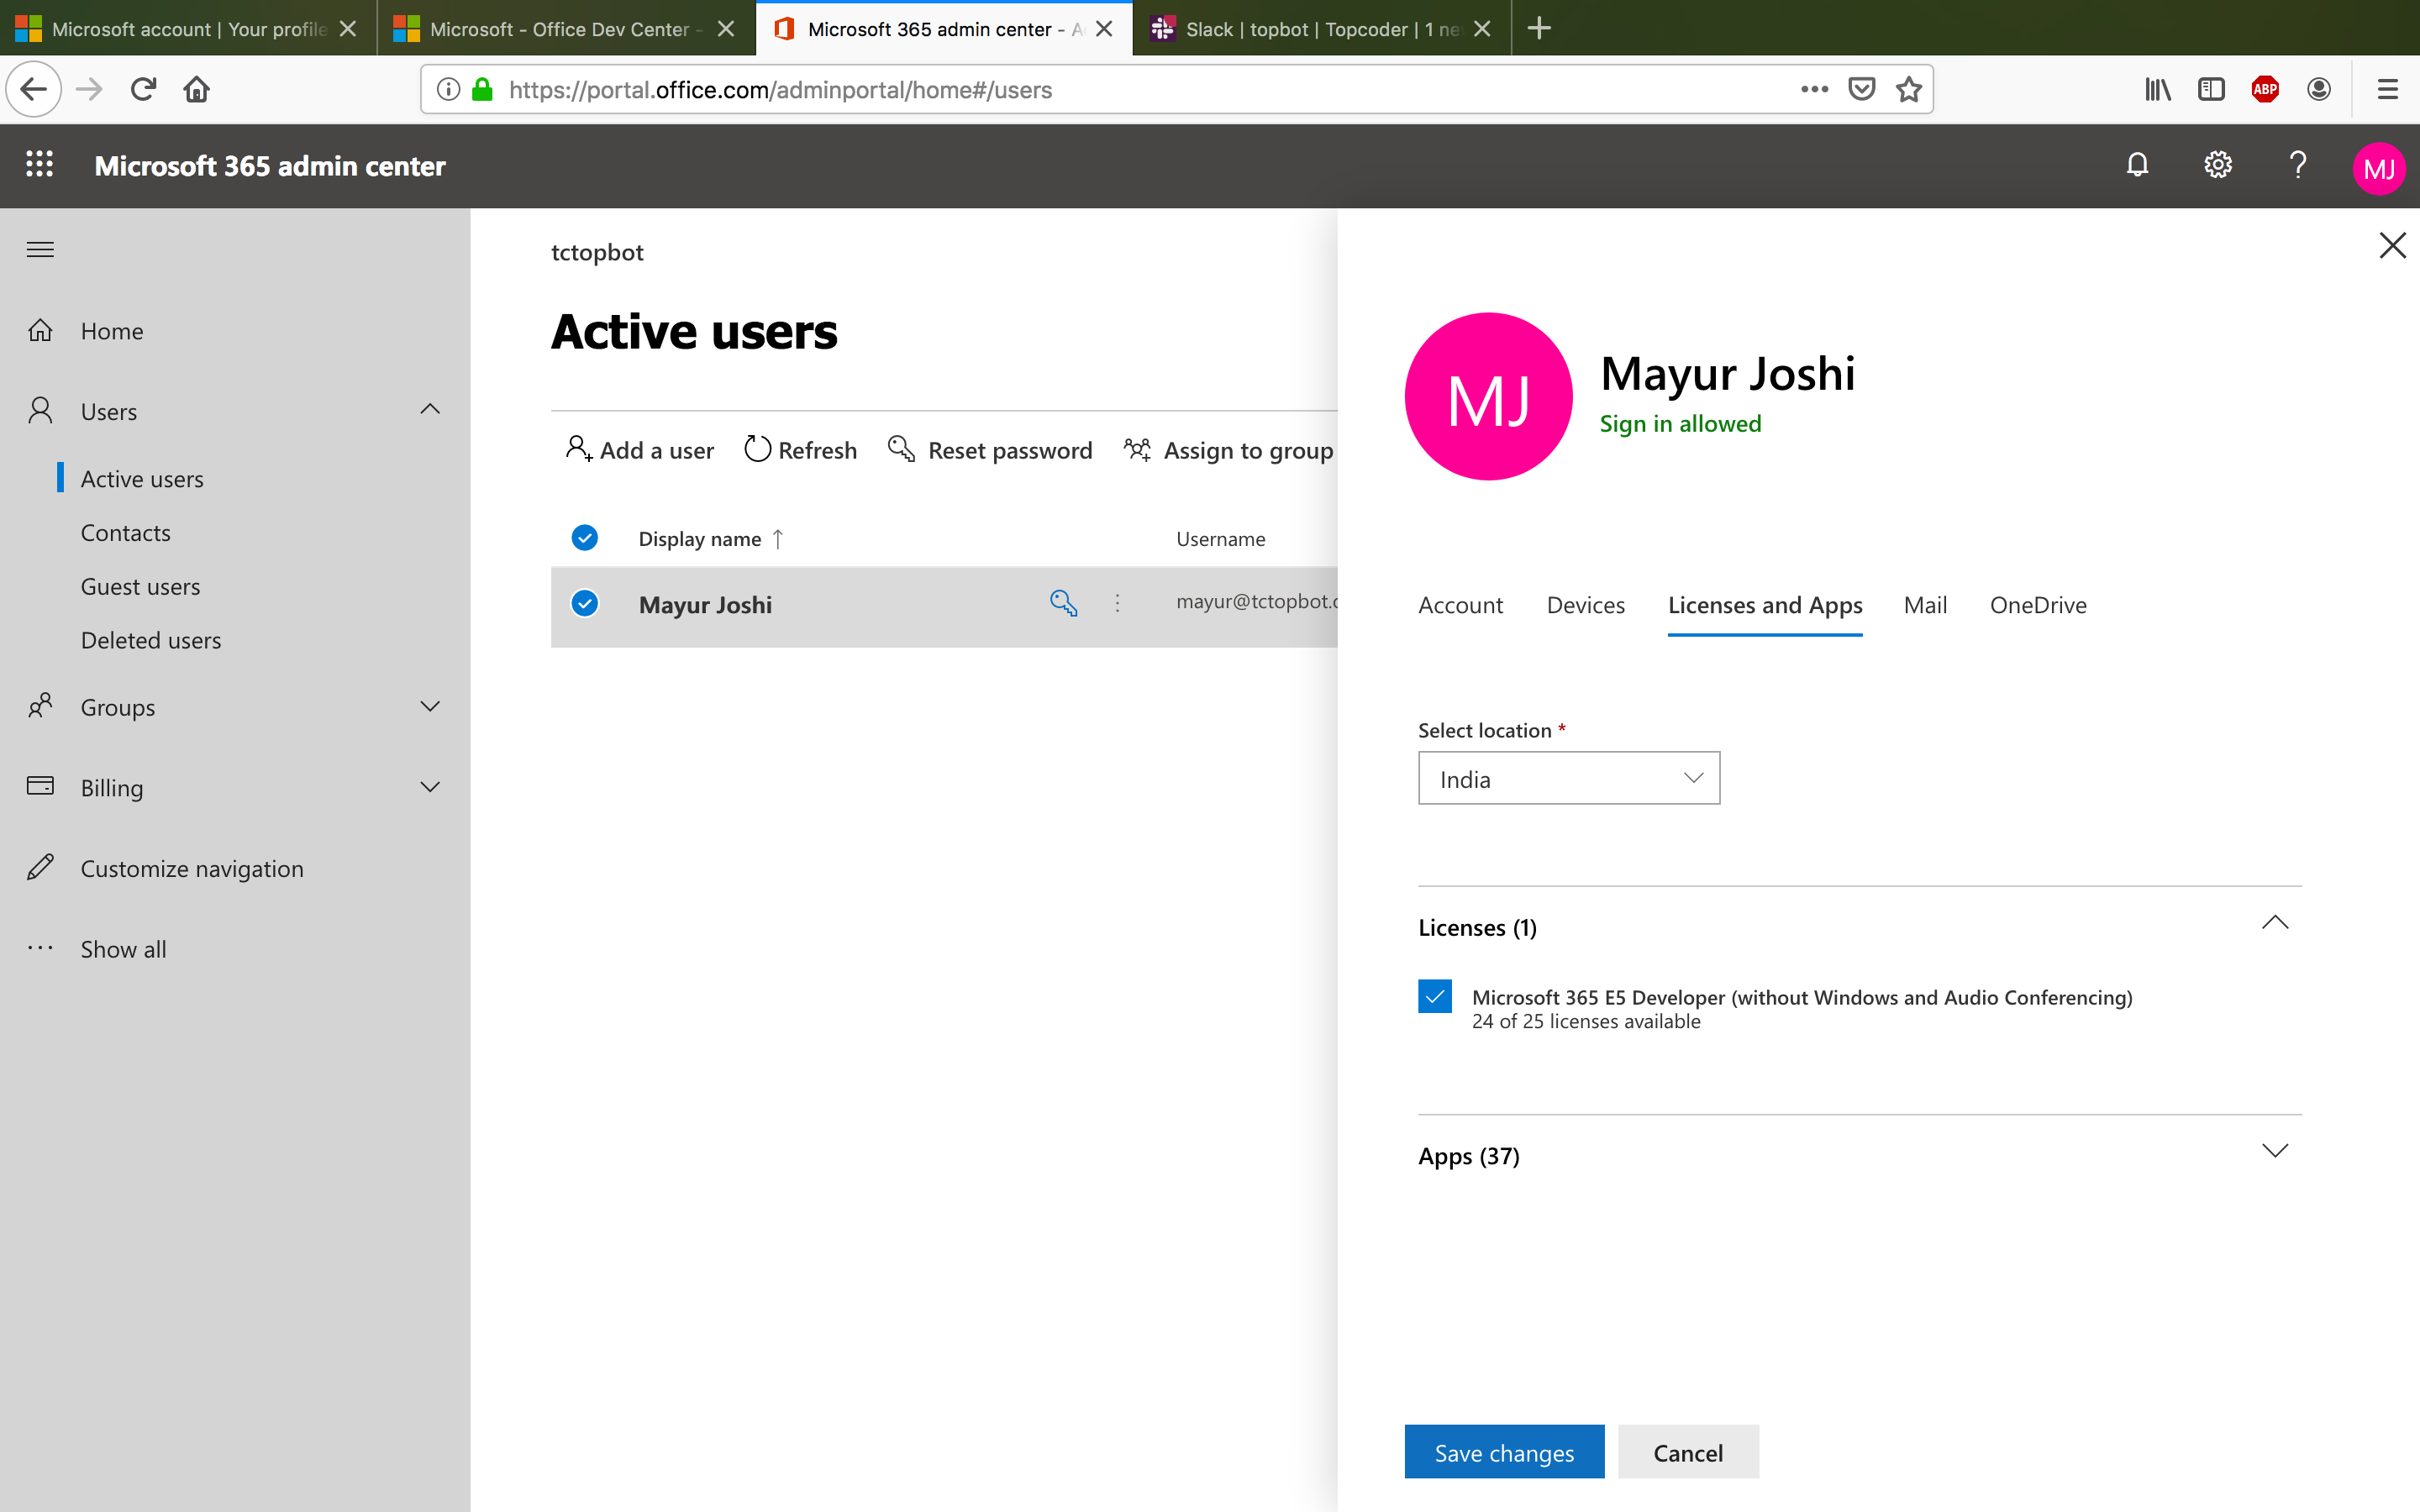 Microsoft account | Your profile
Microsoft - Office Dev Center -
Microsoft 365 admin center - A
Slack | topbot | Topcoder | 1 ne
https://portal.office.com/adminportal/home#/users
ABP
Microsoft 365 admin center
MJ
Home
Users
Active users
Contacts
Guest users
Deleted users
Groups
Billing
Customize navigation
Show all
tctopbot
Active users
Add a user
Refresh
Reset password
Assign to group
Display name ↑
Username
Mayur Joshi
mayur@tctopbot.
MJ
Mayur Joshi
Sign in allowed
Account
Devices
Licenses and Apps
Mail
OneDrive
Select location *
India
Licenses (1)
Microsoft 365 E5 Developer (without Windows and Audio Conferencing)
24 of 25 licenses available
Apps (37)
Save changes
Cancel